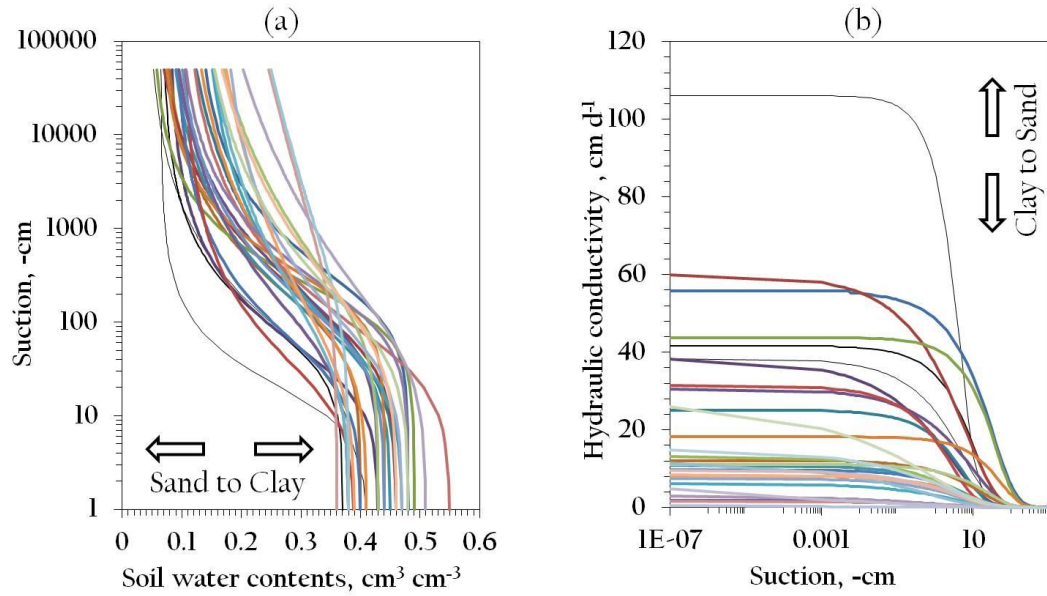 (a)
100000
10000
1000
100
10
1
Suction, -cm
Sand to Clay
0 0.1 0.2 0.3 0.4 0.5 0.6
Soil water contents, cm³ cm⁻³
(b)
120
100
80
60
40
20
0
Hydraulic conductivity , cm d⁻¹
Clay to Sand
1E-07 0.001 10
Suction, -cm